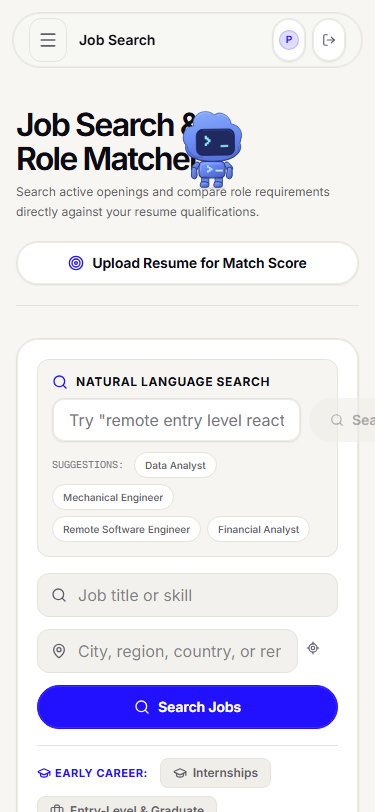 Job Search
P
Job Search &
Role Matcher
Search active openings and compare role requirements
directly against your resume qualifications.
Upload Resume for Match Score
NATURAL LANGUAGE SEARCH
Try "remote entry level react
Sea
SUGGESTIONS:
Data Analyst
Mechanical Engineer
Remote Software Engineer
Financial Analyst
Job title or skill
City, region, country, or rer
Search Jobs
EARLY CAREER:
Internships
Entry-Level & Graduate